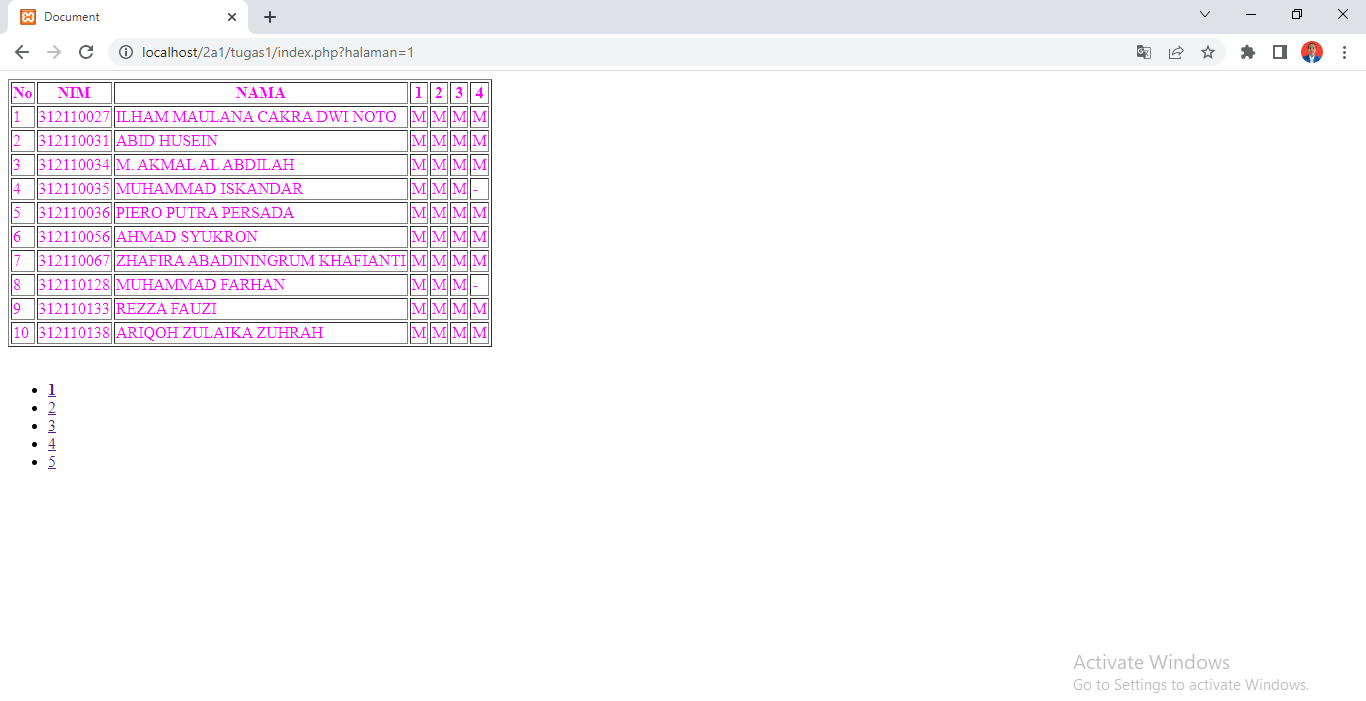 Document
localhost/2a1/tugas1/index.php?halaman=1
No NIM NAMA 1 2 3 4
1 312110027 ILHAM MAULANA CAKRA DWI NOTO M M M M
2 312110031 ABID HUSEIN M M M M
3 312110034 M. AKMAL AL ABDILAH M M M M
4 312110035 MUHAMMAD ISKANDAR M M M -
5 312110036 PIERO PUTRA PERSADA M M M M
6 312110056 AHMAD SYUKRON M M M M
7 312110067 ZHAFIRA ABADININGRUM KHAFIANTI M M M M
8 312110128 MUHAMMAD FARHAN M M M -
9 312110133 REZZA FAUZI M M M M
10 312110138 ARIQOH ZULAIKA ZUHRAH M M M M
• 1
• 2
• 3
• 4
• 5
Activate Windows
Go to Settings to activate Windows.